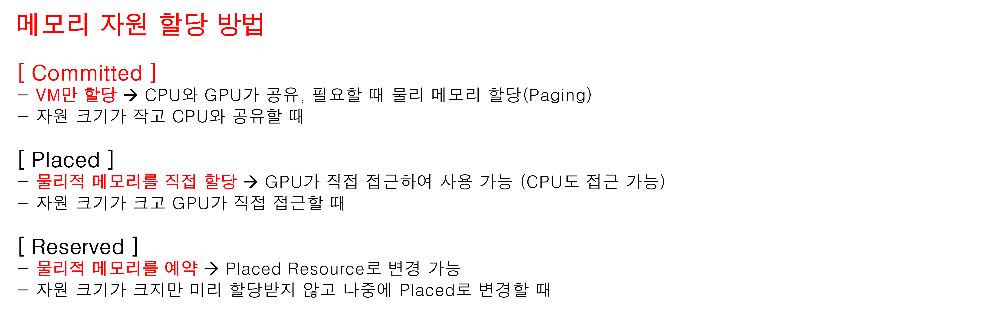 메모리 자원 할당 방법
[ Committed ]
– VM만 할당 → CPU와 GPU가 공유, 필요할 때 물리 메모리 할당(Paging)
– 자원 크기가 작고 CPU와 공유할 때
[ Placed ]
– 물리적 메모리를 직접 할당 → GPU가 직접 접근하여 사용 가능 (CPU도 접근 가능)
– 자원 크기가 크고 GPU가 직접 접근할 때
[ Reserved ]
– 물리적 메모리를 예약 → Placed Resource로 변경 가능
– 자원 크기가 크지만 미리 할당받지 않고 나중에 Placed로 변경할 때